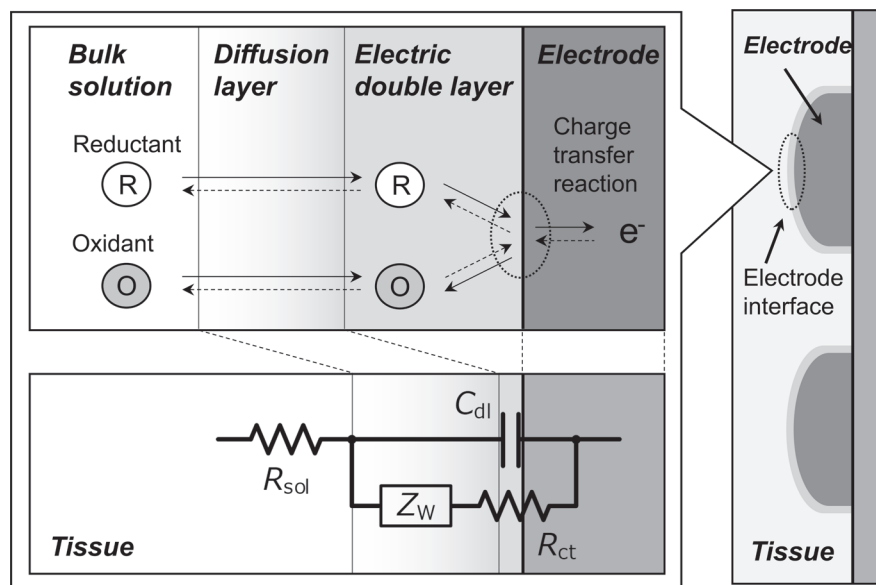 Bulk
solution
Diffusion
layer
Electric
double layer
Electrode
Reductant
R
R
Charge
transfer
reaction
e-
Oxidant
O
O
Electrode
Electrode
interface
Cdl
Rsol
ZW
Rct
Tissue
Tissue